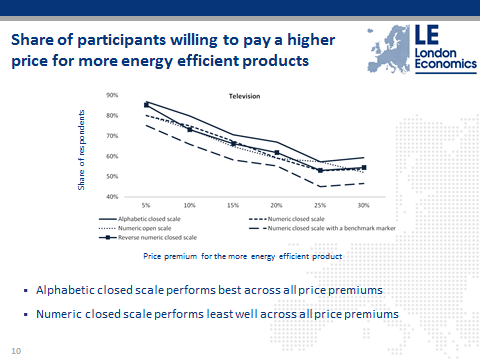 Share of participants willing to pay a higher
price for more energy efficient products
LE
London
Economics
Television
Share of respondents
90%
80%
70%
60%
50%
40%
5% 10% 15% 20% 25% 30%
Alphabetic closed scale Numeric closed scale
Numeric open scale Numeric closed scale with a benchmark marker
Reverse numeric closed scale
Price premium for the more energy efficient product
▪ Alphabetic closed scale performs best across all price premiums
▪ Numeric closed scale performs least well across all price premiums
10